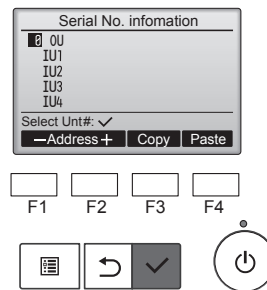 Serial No. infomation
0 OU
IU1
IU2
IU3
IU4
Select Unt#:✓
−Address+ Copy Paste
F1 F2 F3 F4